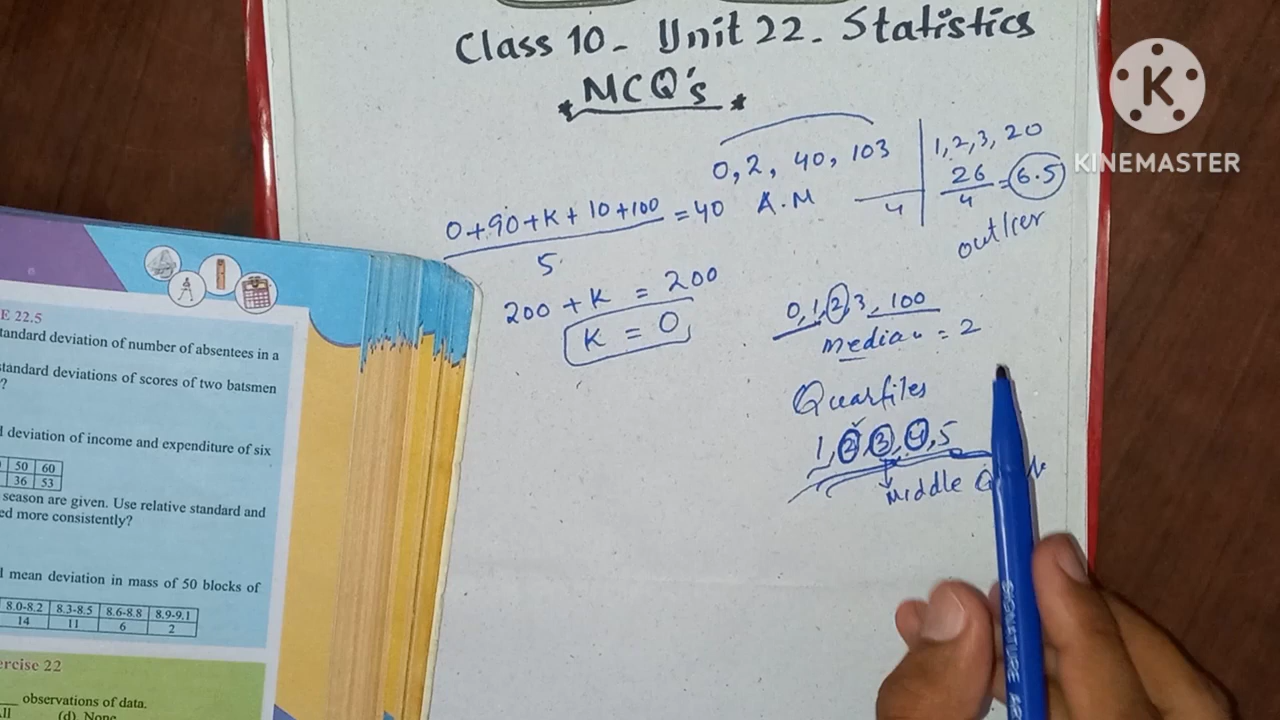 Class 10 - Unit 22 - Statistics
* MCQ's *
KINEMASTER
0, 2, 40, 103
A.M
4
1, 2, 3, 20
26
4
= 6.5
outlier
0+90+K+10+100 = 40
5
200 + K = 200
K = 0
0, 1, 2, 3, 100
median = 2
Quartiles
1, 2, 3, 4, 5
Middle
E 22.5
tandard deviation of number of absentees in a
standard deviations of scores of two batsmen
?
l deviation of income and expenditure of six
50 60
36 53
season are given. Use relative standard and
ed more consistently?
l mean deviation in mass of 50 blocks of
8.0-8.2 8.3-8.5 8.6-8.8 8.9-9.1
14 11 6 2
ercise 22
observations of data.
ll (d) None
SIGNATURE